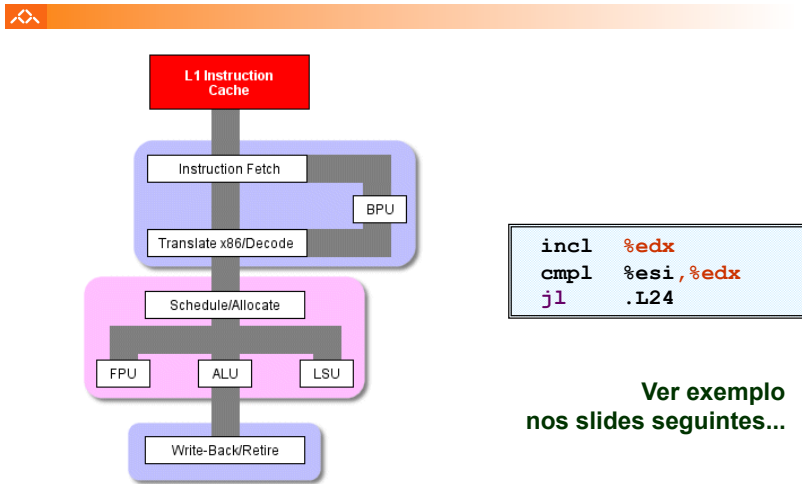 L1 Instruction
Cache
Instruction Fetch
BPU
Translate x86/Decode
Schedule/Allocate
FPU
ALU
LSU
Write-Back/Retire
incl %edx
cmpl %esi,%edx
jl .L24
Ver exemplo
nos slides seguintes...